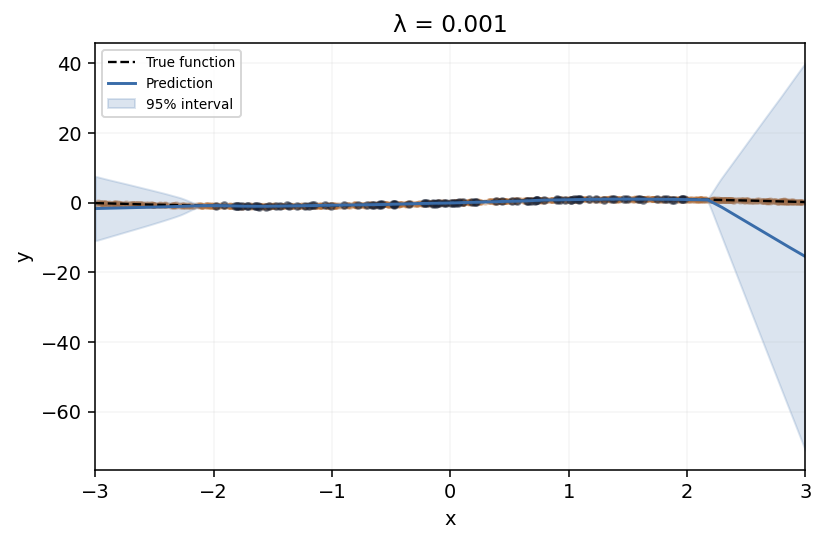 λ = 0.001
True function
Prediction
95% interval
y
40
20
0
−20
−40
−60
−3
−2
−1
0
1
2
3
x